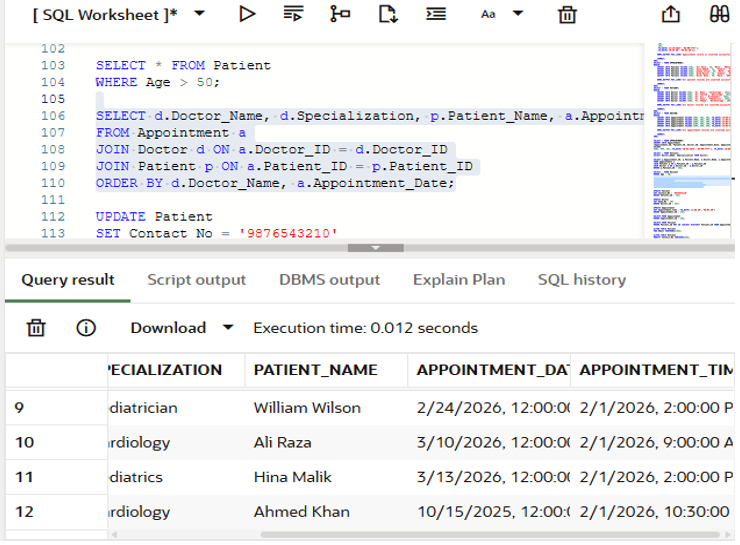 [ SQL Worksheet ]*
Aa
102
103 SELECT * FROM Patient
104 WHERE Age > 50;
105
106 SELECT d.Doctor_Name, d.Specialization, p.Patient_Name, a.Appointm
107 FROM Appointment a
108 JOIN Doctor d ON a.Doctor_ID = d.Doctor_ID
109 JOIN Patient p ON a.Patient_ID = p.Patient_ID
110 ORDER BY d.Doctor_Name, a.Appointment_Date;
111
112 UPDATE Patient
113 SET Contact_No = '9876543210'
Query result Script output DBMS output Explain Plan SQL history
Download Execution time: 0.012 seconds
PECIALIZATION PATIENT_NAME APPOINTMENT_DAT APPOINTMENT_TIM
9 diatrician William Wilson 2/24/2026, 12:00:00 2/1/2026, 2:00:00 P
10 rdiology Ali Raza 3/10/2026, 12:00:00 2/1/2026, 9:00:00 A
11 diatrics Hina Malik 3/13/2026, 12:00:00 2/1/2026, 2:00:00 P
12 rdiology Ahmed Khan 10/15/2025, 12:00:0 2/1/2026, 10:30:00